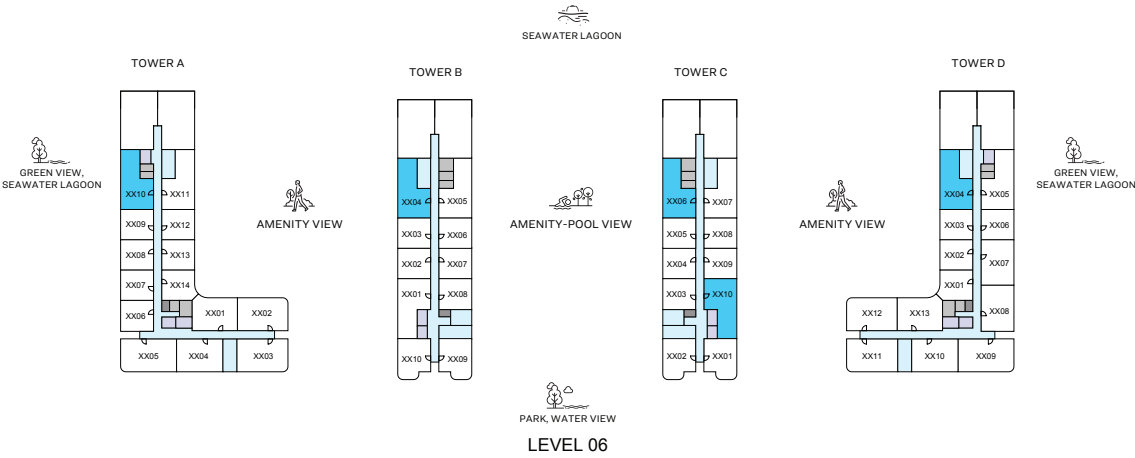 SEAWATER LAGOON
TOWER A
TOWER B
TOWER C
TOWER D
GREEN VIEW,
SEAWATER LAGOON
AMENITY VIEW
AMENITY-POOL VIEW
AMENITY VIEW
GREEN VIEW,
SEAWATER LAGOON
XX10 XX11
XX09 XX12
XX08 XX13
XX07 XX14
XX06 XX01 XX02
XX05 XX04 XX03
XX04 XX05
XX03 XX06
XX02 XX07
XX01 XX08
XX10 XX09
XX06 XX07
XX05 XX08
XX04 XX09
XX03 XX10
XX02 XX01
XX04 XX05
XX03 XX06
XX02 XX07
XX01
XX12 XX13 XX08
XX11 XX10 XX09
PARK, WATER VIEW
LEVEL 06